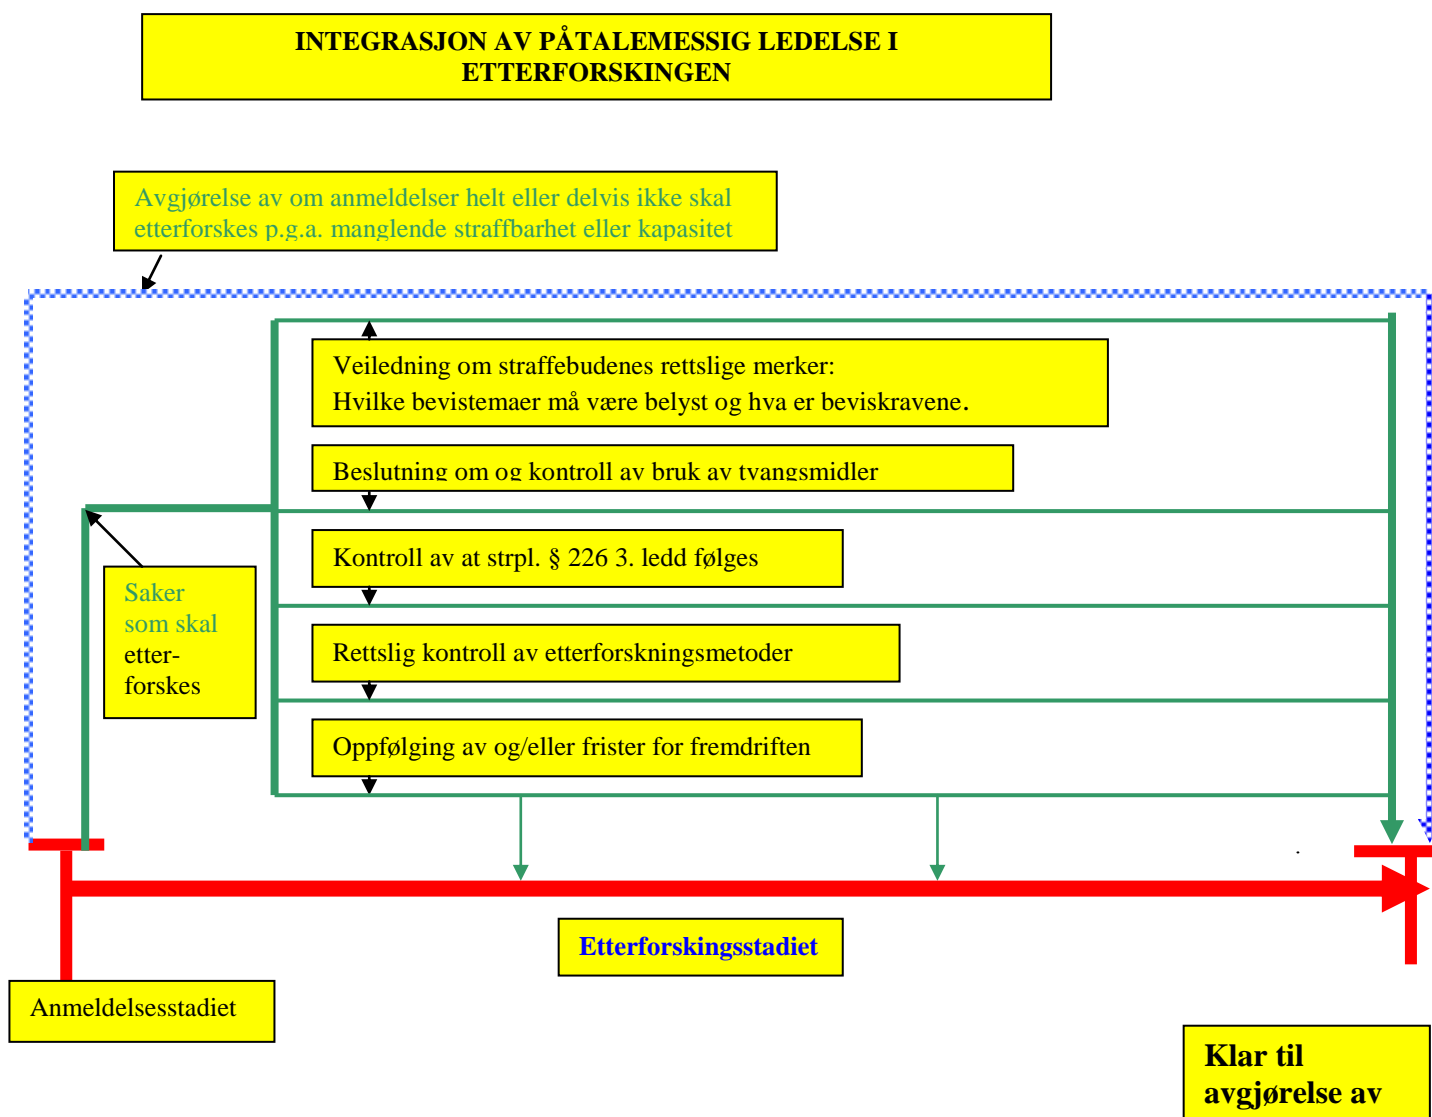 INTEGRASJON AV PÅTALEMESSIG LEDELSE I
ETTERFORSKINGEN
Avgjørelse av om anmeldelser helt eller delvis ikke skal
etterforskes p.g.a. manglende straffbarhet eller kapasitet
Veiledning om straffebudenes rettslige merker:
Hvilke bevistemaer må være belyst og hva er beviskravene.
Beslutning om og kontroll av bruk av tvangsmidler
Kontroll av at strpl. § 226 3. ledd følges
Saker
som skal
etter-
forskes
Rettslig kontroll av etterforskningsmetoder
Oppfølging av og/eller frister for fremdriften
.
Etterforskingsstadiet
Anmeldelsesstadiet
Klar til
avgjørelse av